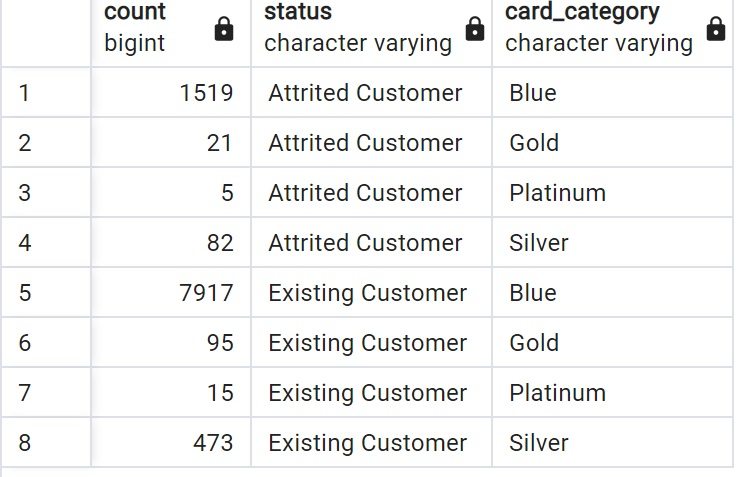 count status card_category
bigint character varying character varying
1 1519 Attrited Customer Blue
2 21 Attrited Customer Gold
3 5 Attrited Customer Platinum
4 82 Attrited Customer Silver
5 7917 Existing Customer Blue
6 95 Existing Customer Gold
7 15 Existing Customer Platinum
8 473 Existing Customer Silver